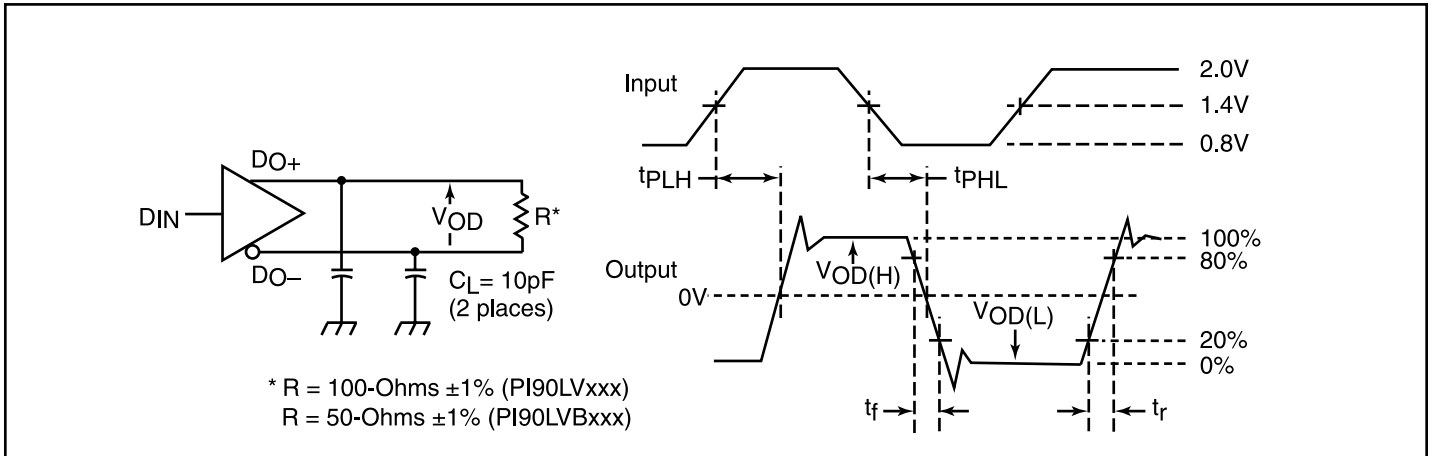 DIN
DO+
DO–
VOD
R*
CL= 10pF
(2 places)
* R = 100-Ohms ±1% (PI90LVxxx)
R = 50-Ohms ±1% (PI90LVBxxx)
Input
2.0V
1.4V
0.8V
tPLH
tPHL
Output
0V
VOD(H)
VOD(L)
100%
80%
20%
0%
tf
tr